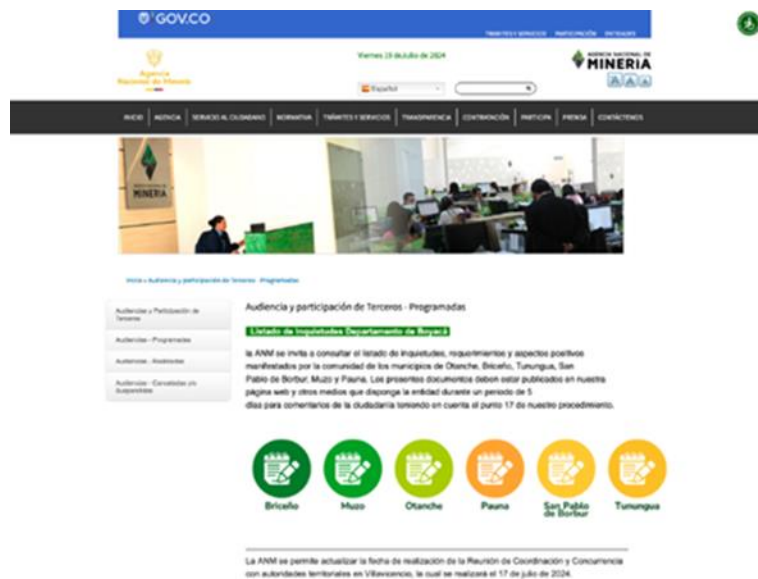 GOV.CO
TRÁMITES Y SERVICIOS PARTICIPACIÓN ENTIDADES
Viernes 19 de Julio de 2024
Agencia
Nacional de Minería
AGENCIA NACIONAL DE
MINERÍA
Español
A A A
INICIO AGENCIA SERVICIO AL CIUDADANO NORMATIVA TRÁMITES Y SERVICIOS TRANSPARENCIA CONTRATACIÓN PARTICIPA PRENSA CONTÁCTENOS
MINERÍA
Inicio » Audiencia y participación de Terceros - Programadas
Audiencias y Participación de
Terceros
Audiencias - Programadas
Audiencias - Realizadas
Audiencias - Canceladas y/o
Suspendidas
Audiencia y participación de Terceros - Programadas
Listado de Inquietudes Departamento de Boyacá
la ANM se invita a consultar el listado de inquietudes, requerimientos y aspectos positivos
manifestados por la comunidad de los municipios de Otanche, Briceño, Tunungua, San
Pablo de Borbur, Muzo y Pauna. Los presentes documentos deben estar publicados en nuestra
página web y otros medios que disponga la entidad durante un periodo de 5
días para comentarios de la ciudadanía teniendo en cuenta el punto 17 de nuestro procedimiento.
Briceño Muzo Otanche Pauna San Pablo de Borbur Tunungua
La ANM se permite actualizar la fecha de realización de la Reunión de Coordinación y Concurrencia
con autoridades territoriales en Villavicencio, la cual se realizará el 17 de julio de 2024.